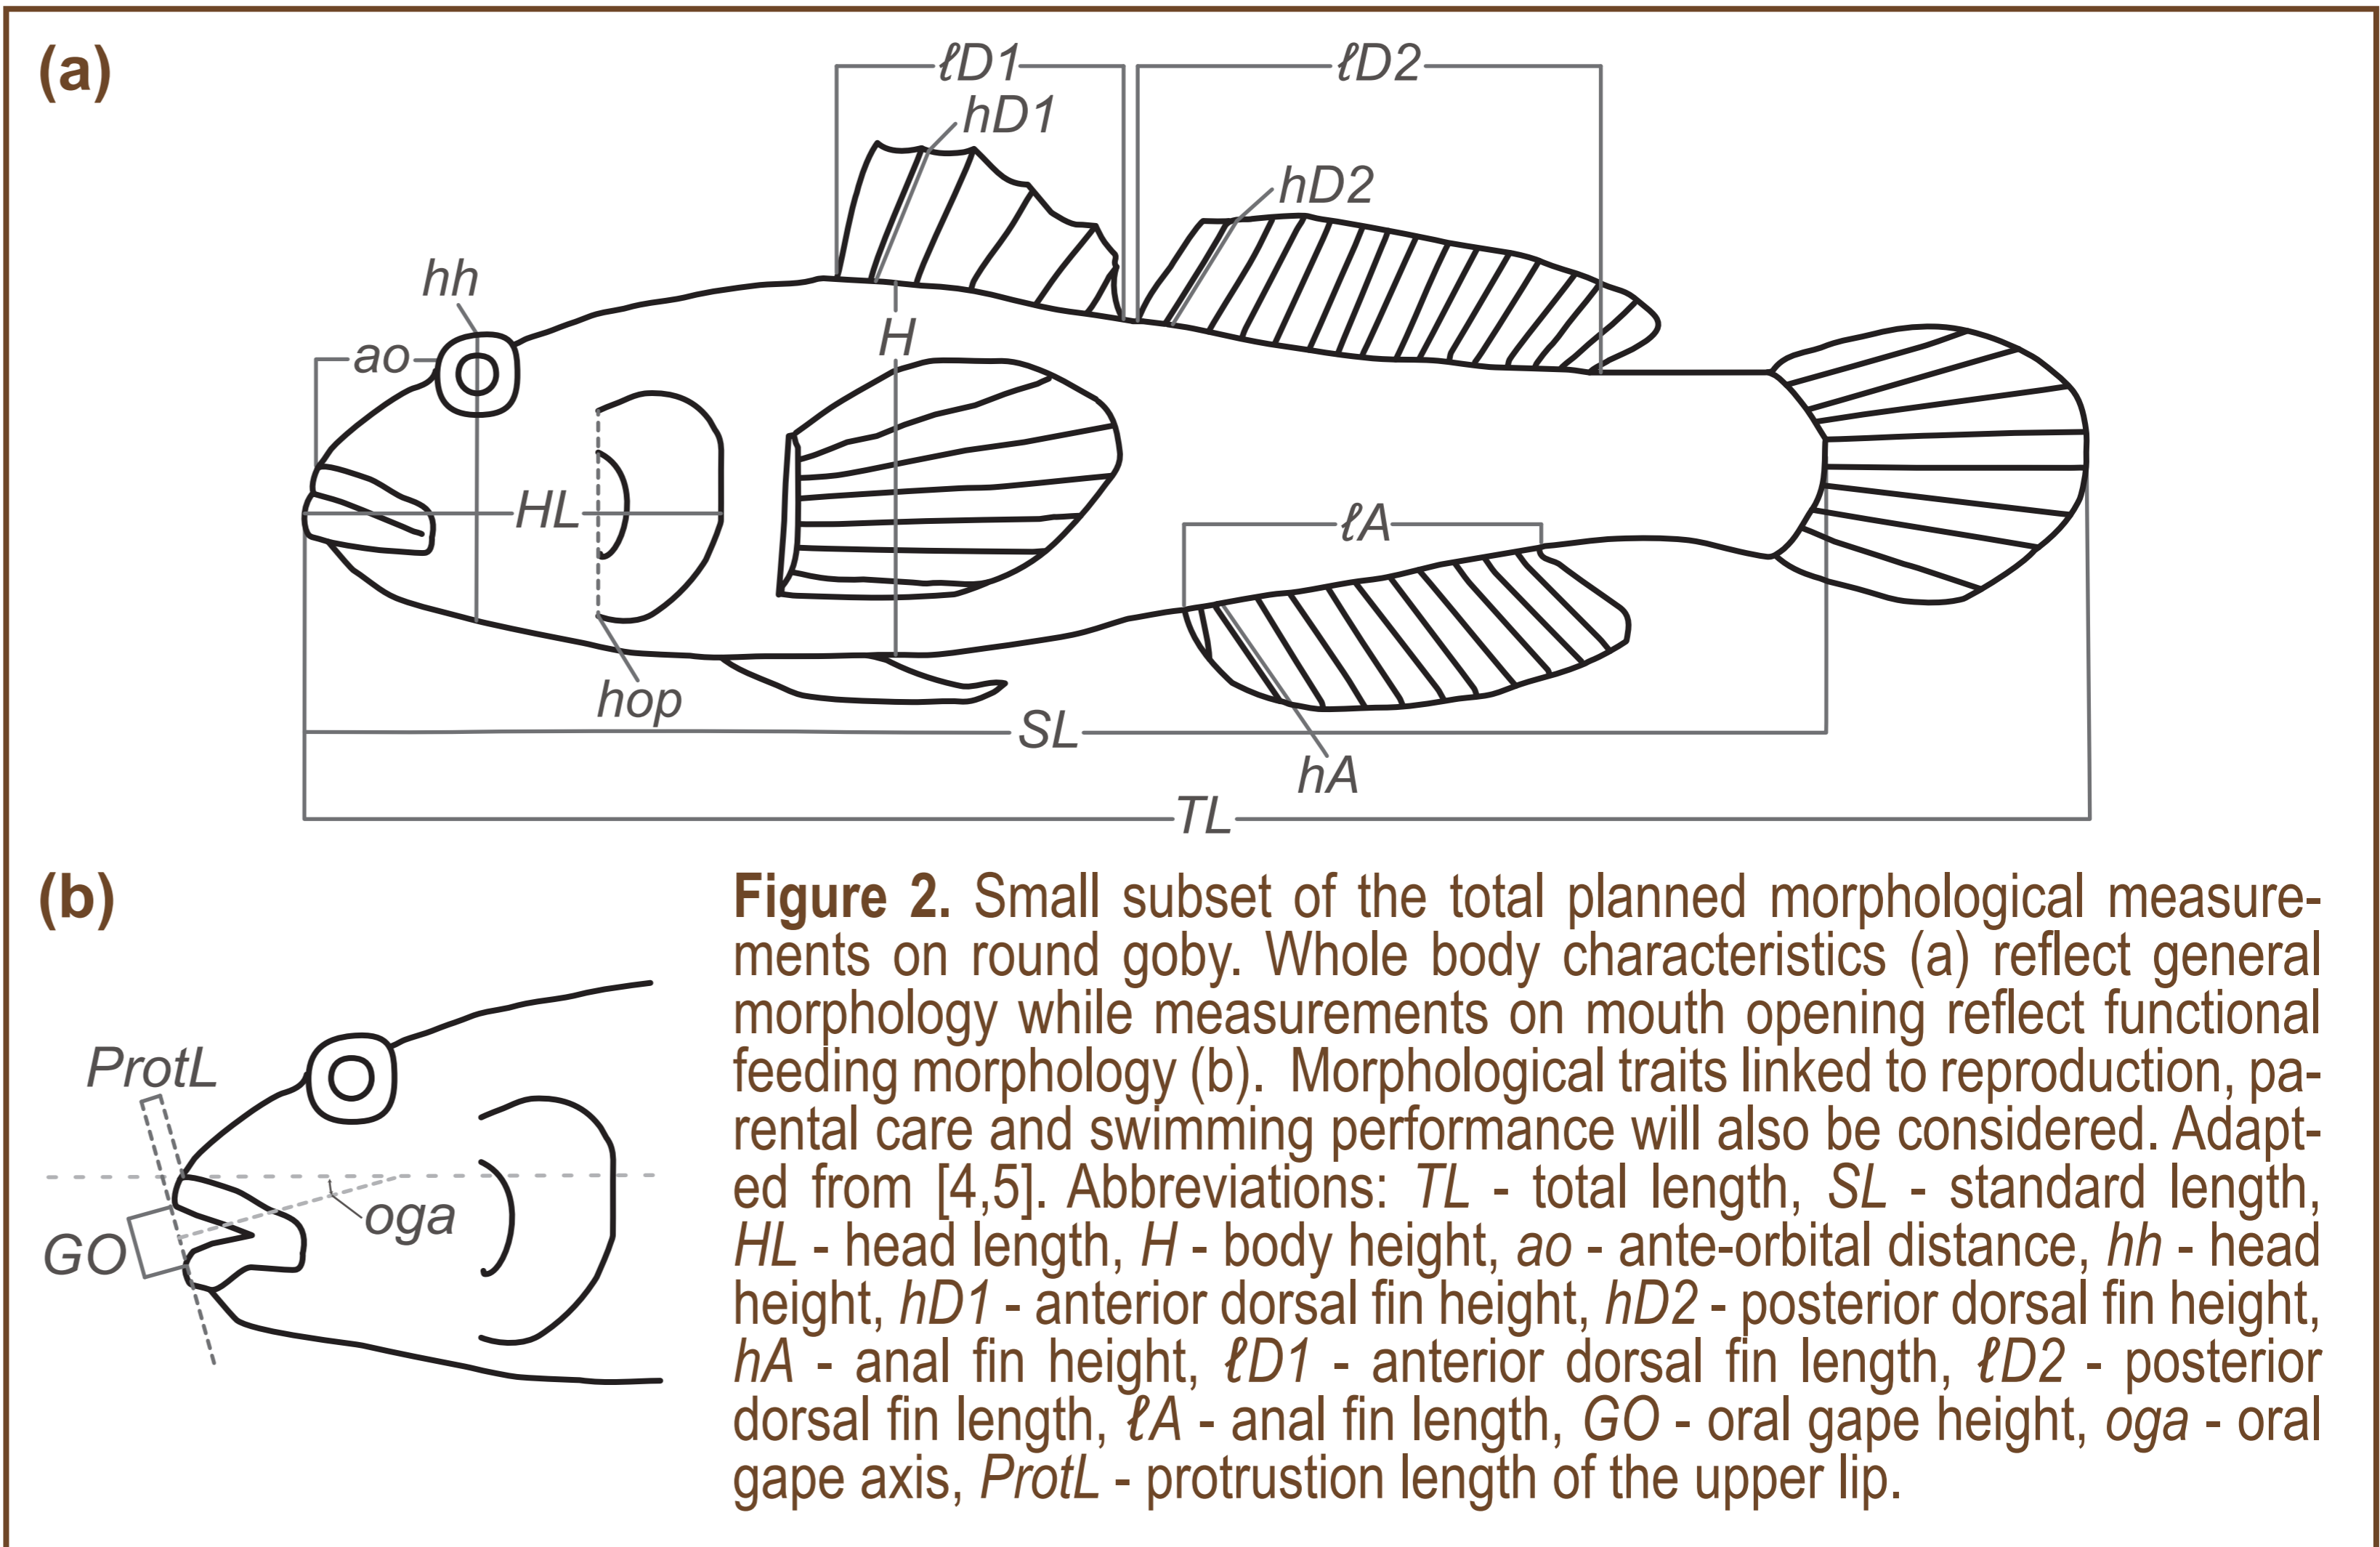 (a)
ℓD1
ℓD2
hD1
hD2
hh
ao
H
HL
ℓA
hop
SL
hA
TL
(b)
ProtL
oga
GO
Figure 2. Small subset of the total planned morphological measure-
ments on round goby. Whole body characteristics (a) reflect general
morphology while measurements on mouth opening reflect functional
feeding morphology (b). Morphological traits linked to reproduction, pa-
rental care and swimming performance will also be considered. Adapt-
ed from [4,5]. Abbreviations: TL - total length, SL - standard length,
HL - head length, H - body height, ao - ante-orbital distance, hh - head
height, hD1 - anterior dorsal fin height, hD2 - posterior dorsal fin height,
hA - anal fin height, ℓD1 - anterior dorsal fin length, ℓD2 - posterior
dorsal fin length, ℓA - anal fin length, GO - oral gape height, oga - oral
gape axis, ProtL - protrustion length of the upper lip.